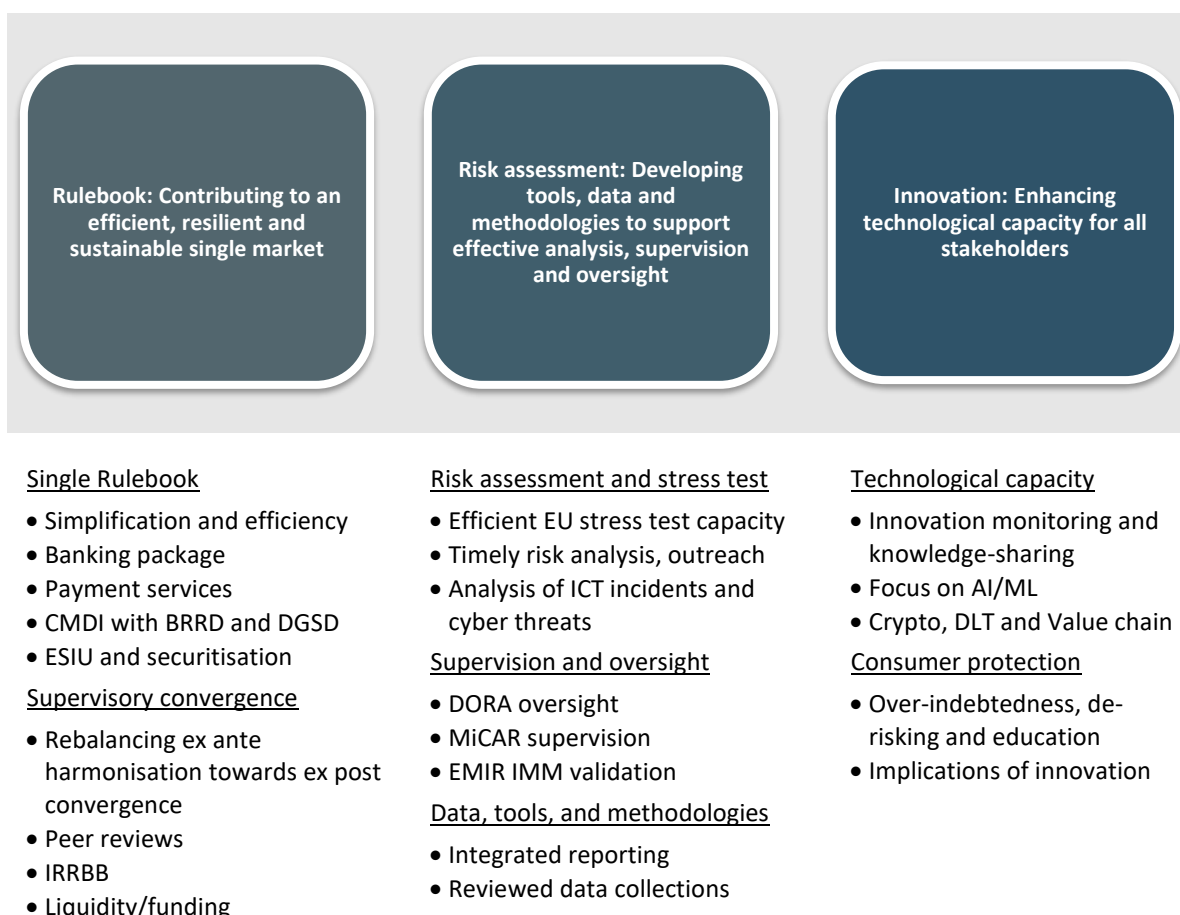 Rulebook: Contributing to an
efficient, resilient and
sustainable single market
Risk assessment: Developing
tools, data and
methodologies to support
effective analysis, supervision
and oversight
Innovation: Enhancing
technological capacity for all
stakeholders
Single Rulebook
• Simplification and efficiency
• Banking package
• Payment services
• CMDI with BRRD and DGSD
• ESIU and securitisation
Supervisory convergence
• Rebalancing ex ante
harmonisation towards ex post
convergence
• Peer reviews
• IRRBB
• Liquidity/funding
Risk assessment and stress test
• Efficient EU stress test capacity
• Timely risk analysis, outreach
• Analysis of ICT incidents and
cyber threats
Supervision and oversight
• DORA oversight
• MiCAR supervision
• EMIR IMM validation
Data, tools, and methodologies
• Integrated reporting
• Reviewed data collections
Technological capacity
• Innovation monitoring and
knowledge-sharing
• Focus on AI/ML
• Crypto, DLT and Value chain
Consumer protection
• Over-indebtedness, de-
risking and education
• Implications of innovation